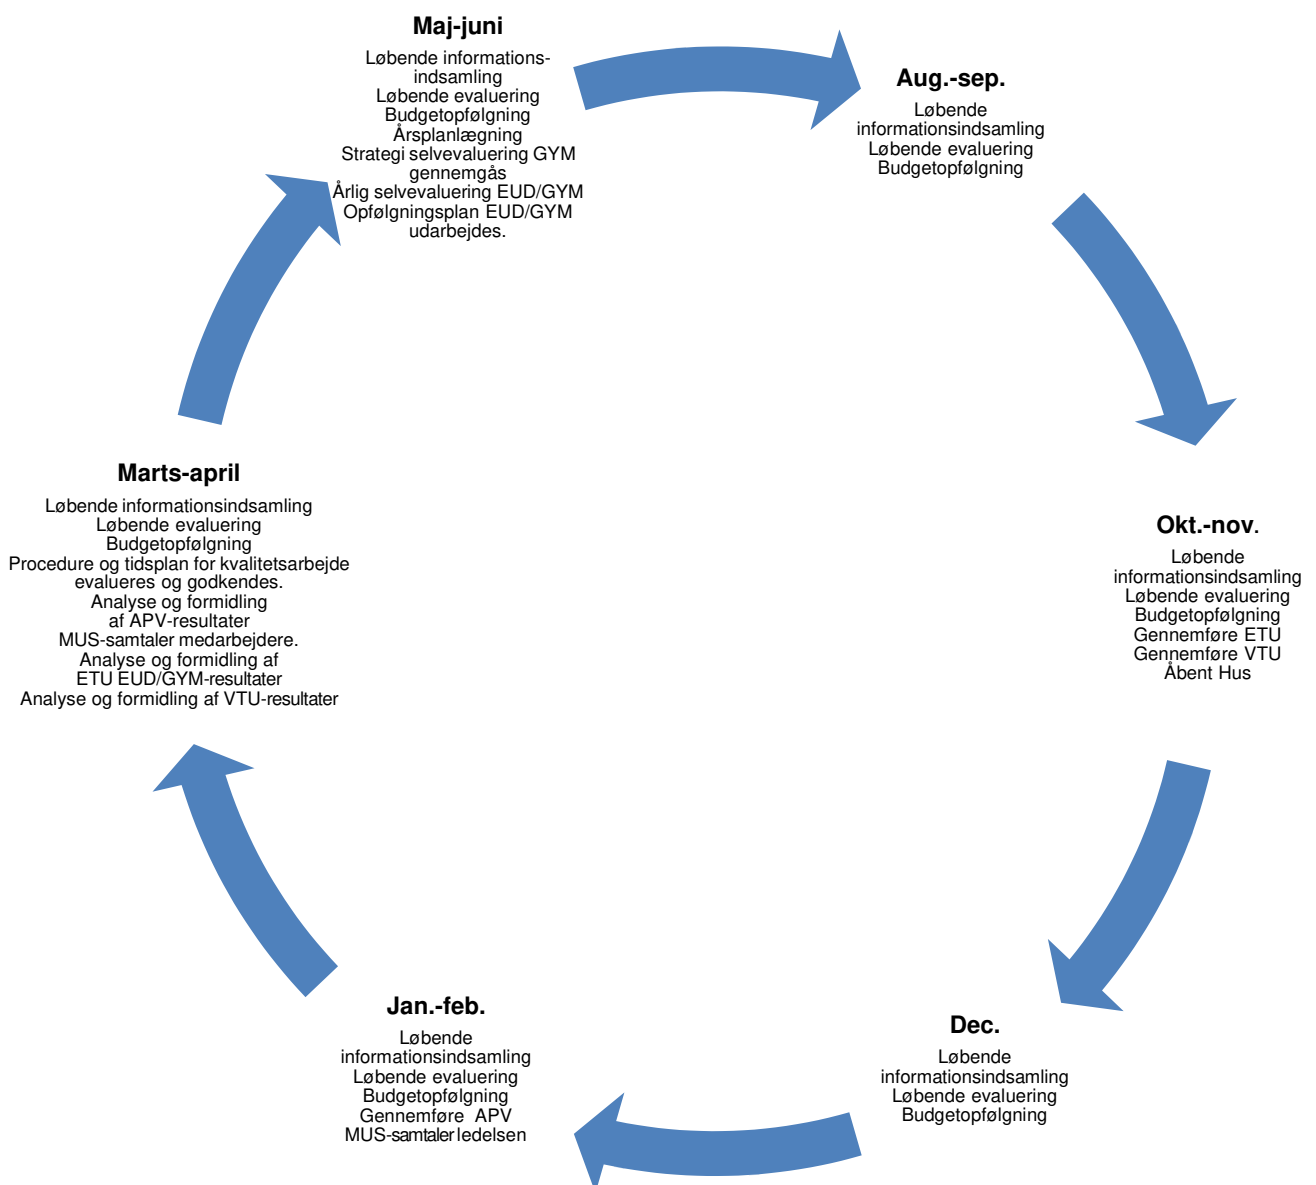 Maj-juni
Løbende informations-
indsamling
Løbende evaluering
Budgetopfølgning
Årsplanlægning
Strategi selvevaluering GYM
gennemgås
Årlig selvevaluering EUD/GYM
Opfølgningsplan EUD/GYM
udarbejdes.
Aug.-sep.
Løbende
informationsindsamling
Løbende evaluering
Budgetopfølgning
Okt.-nov.
Løbende
informationsindsamling
Løbende evaluering
Budgetopfølgning
Gennemføre ETU
Gennemføre VTU
Åbent Hus
Dec.
Løbende
informationsindsamling
Løbende evaluering
Budgetopfølgning
Jan.-feb.
Løbende
informationsindsamling
Løbende evaluering
Budgetopfølgning
Gennemføre APV
MUS-samtaler ledelsen
Marts-april
Løbende informationsindsamling
Løbende evaluering
Budgetopfølgning
Procedure og tidsplan for kvalitetsarbejde
evalueres og godkendes.
Analyse og formidling
af APV-resultater
MUS-samtaler medarbejdere.
Analyse og formidling af
ETU EUD/GYM-resultater
Analyse og formidling af VTU-resultater